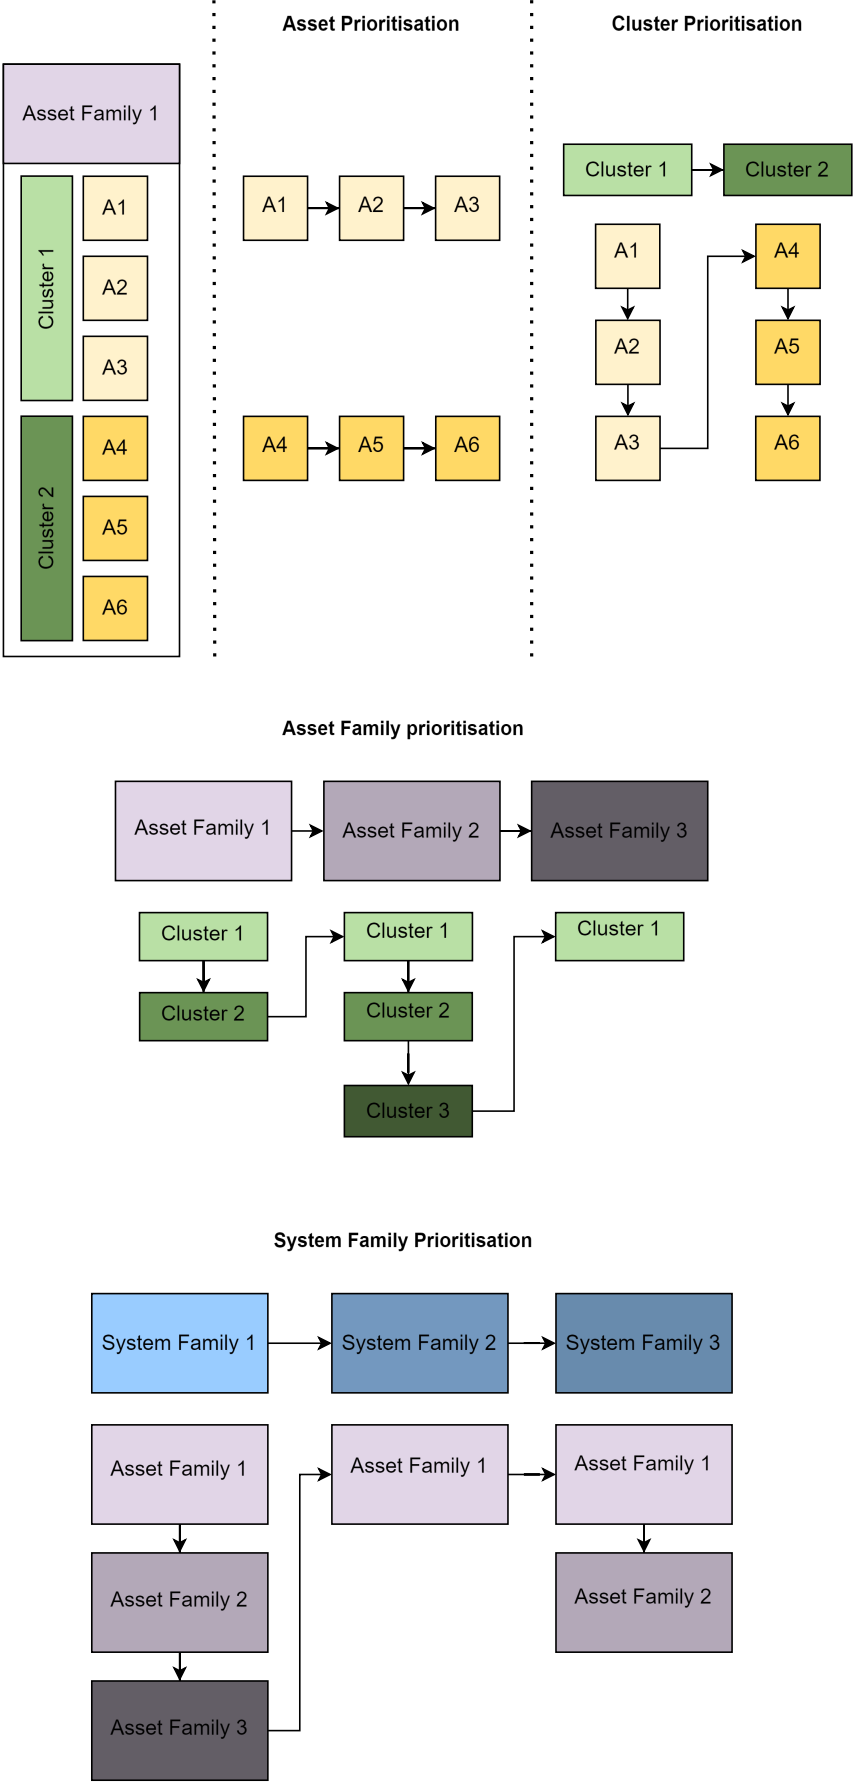 Asset Prioritisation
Cluster Prioritisation
Asset Family 1
Cluster 1
A1
A2
A3
Cluster 2
A4
A5
A6
A1
A2
A3
A4
A5
A6
Cluster 1
Cluster 2
A1
A2
A3
A4
A5
A6
Asset Family prioritisation
Asset Family 1
Asset Family 2
Asset Family 3
Cluster 1
Cluster 2
Cluster 1
Cluster 2
Cluster 3
Cluster 1
System Family Prioritisation
System Family 1
System Family 2
System Family 3
Asset Family 1
Asset Family 2
Asset Family 3
Asset Family 1
Asset Family 1
Asset Family 2